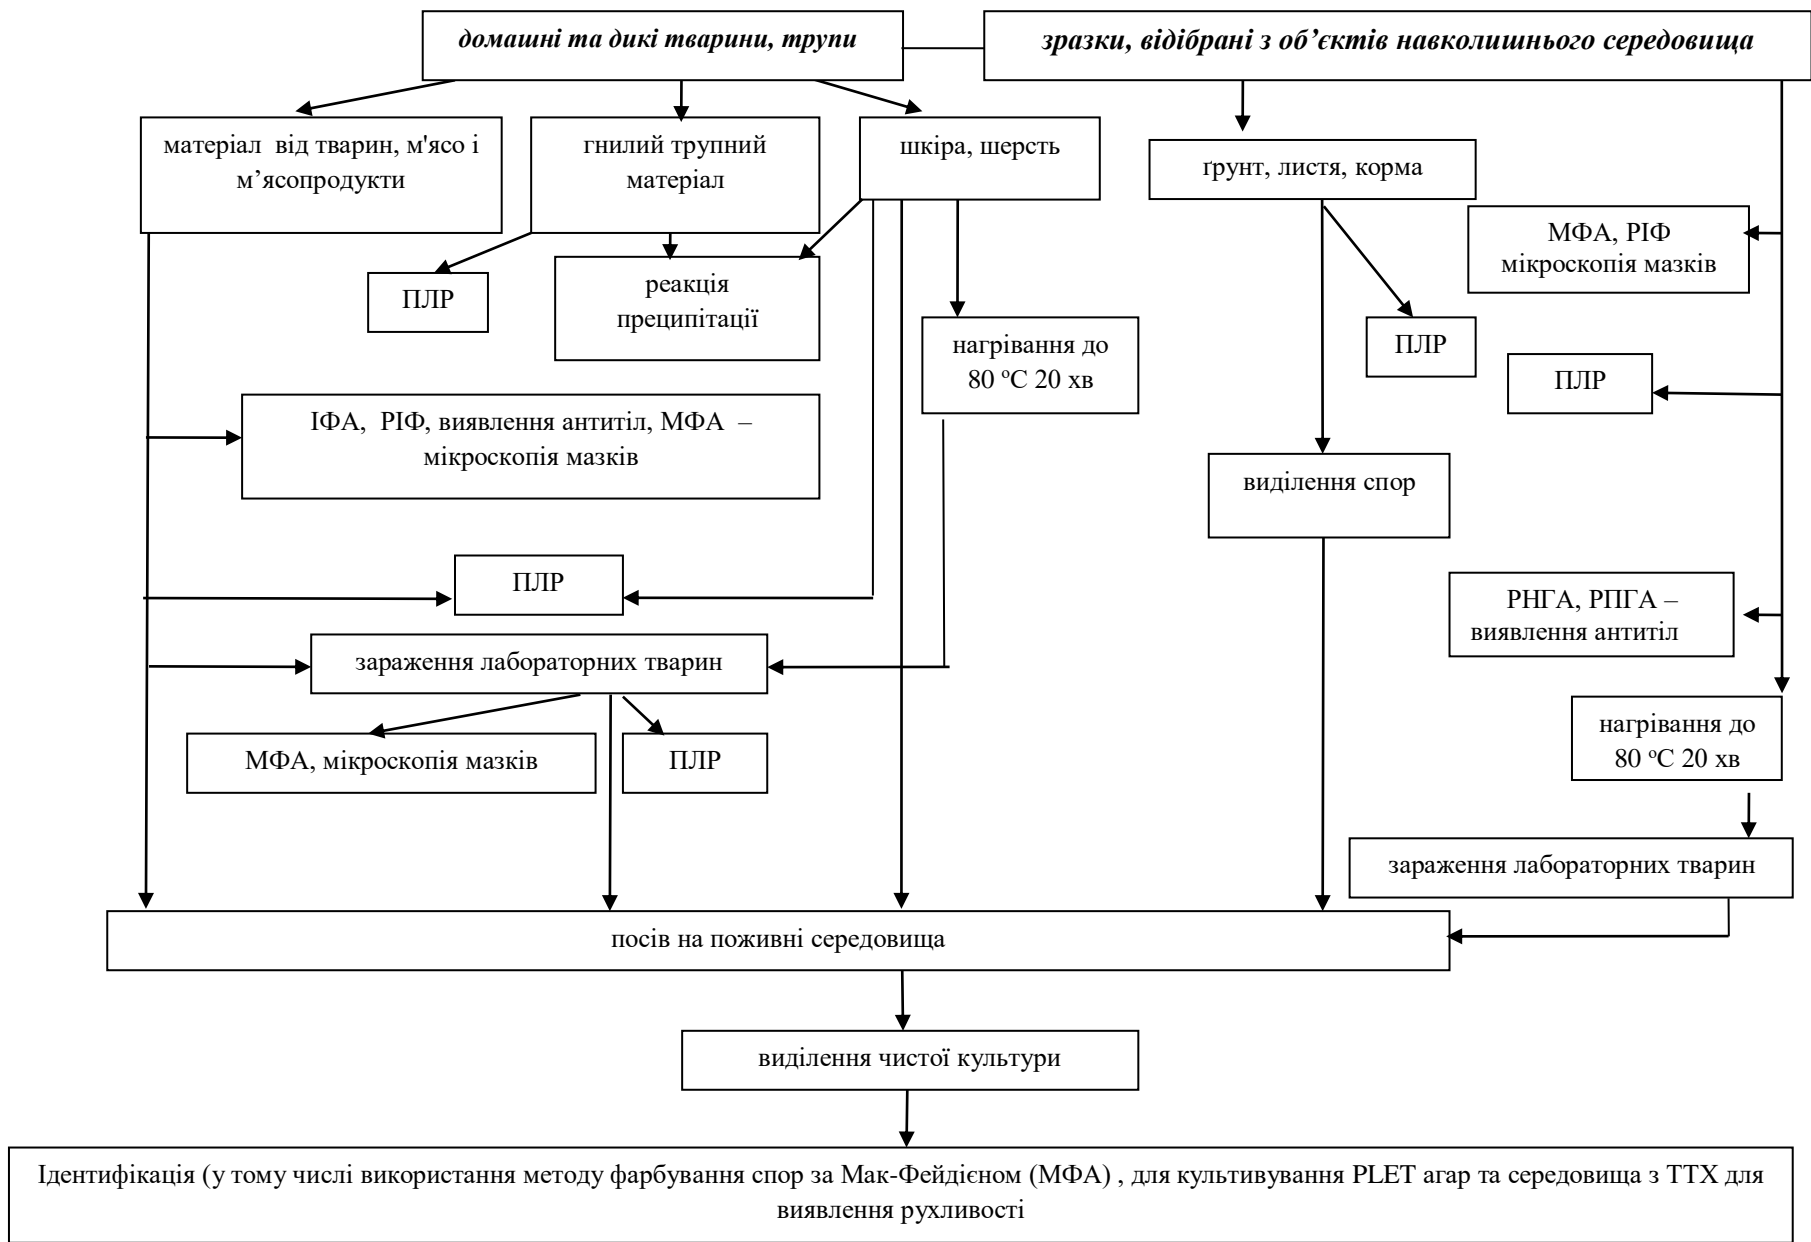 домашні та дикі тварини, трупи
зразки, відібрані з об’єктів навколишнього середовища
матеріал від тварин, м'ясо і
м’ясопродукти
гнилий трупний
матеріал
шкіра, шерсть
ґрунт, листя, корма
МФА, РІФ
мікроскопія мазків
ПЛР
реакція
преципітації
нагрівання до
80 ºС 20 хв
ПЛР
ПЛР
ІФА, РІФ, виявлення антитіл, МФА –
мікроскопія мазків
виділення спор
ПЛР
РНГА, РПГА –
виявлення антитіл
зараження лабораторних тварин
МФА, мікроскопія мазків
ПЛР
нагрівання до
80 ºС 20 хв
зараження лабораторних тварин
посів на поживні середовища
виділення чистої культури
Ідентифікація (у тому числі використання методу фарбування спор за Мак-Фейдієном (МФА) , для культивування PLET агар та середовища з ТТХ для
виявлення рухливості